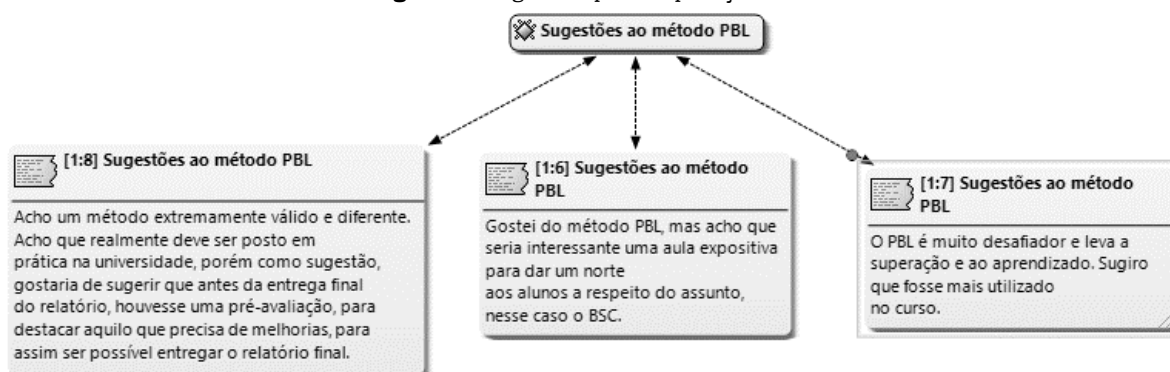 Sugestões ao método PBL
[1:8] Sugestões ao método PBL
Acho um método extremamente válido e diferente.
Acho que realmente deve ser posto em
prática na universidade, porém como sugestão,
gostaria de sugerir que antes da entrega final
do relatório, houvesse uma pré-avaliação, para
destacar aquilo que precisa de melhorias, para
assim ser possível entregar o relatório final.
[1:6] Sugestões ao método
PBL
Gostei do método PBL, mas acho que
seria interessante uma aula expositiva
para dar um norte
aos alunos a respeito do assunto,
nesse caso o BSC.
[1:7] Sugestões ao método
PBL
O PBL é muito desafiador e leva a
superação e ao aprendizado. Sugiro
que fosse mais utilizado
no curso.